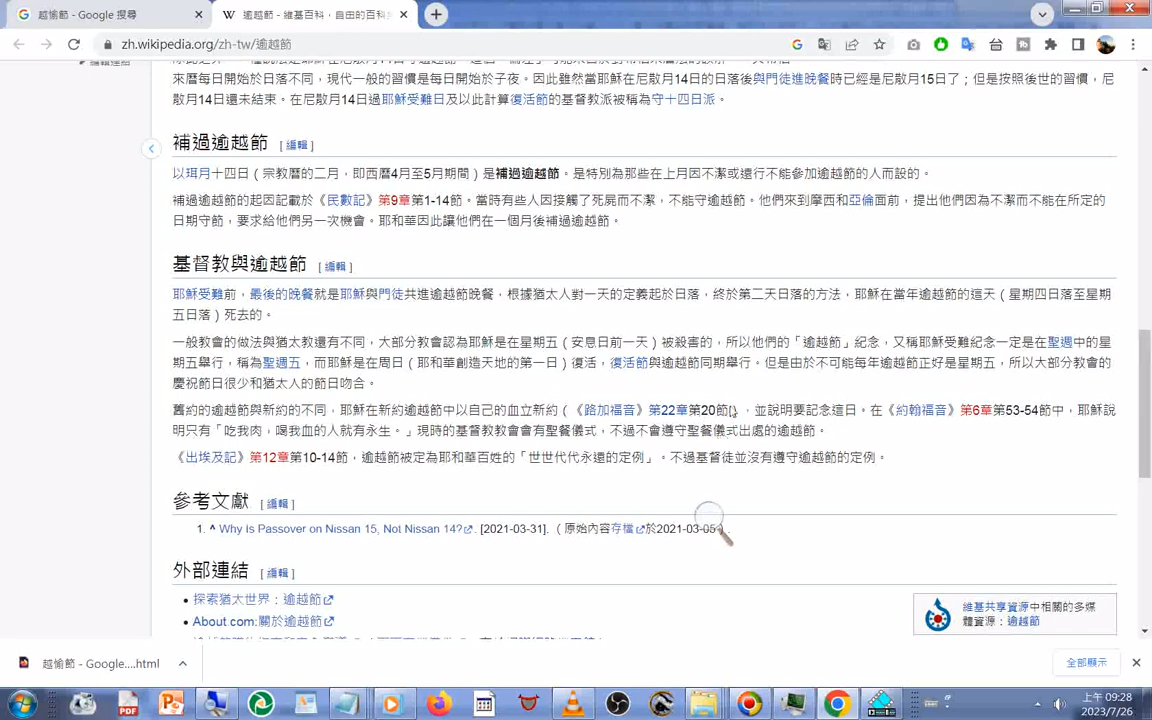 越愉節 - Google 搜尋
逾越節 - 維基百科，自由的百科
zh.wikipedia.org/zh-tw/逾越節
來曆每日開始於日落不同，現代一般的習慣是每日開始於子夜。因此雖然當耶穌在尼散月14日的日落後與門徒進晚餐時已經是尼散月15日了；但是按照後世的習慣，尼
散月14日還未結束。在尼散月14日過耶穌受難日及以此計算復活節的基督教派被稱為守十四日派。
補過逾越節 [編輯]
以珥月十四日（宗教曆的二月，即西曆4月至5月期間）是補過逾越節。是特別為那些在上月因不潔或遠行不能參加逾越節的人而設的。
補過逾越節的起因記載於《民數記》第9章第1-14節。當時有些人因接觸了死屍而不潔，不能守逾越節。他們來到摩西和亞倫面前，提出他們因為不潔而不能在所定的
日期守節，要求給他們另一次機會。耶和華因此讓他們在一個月後補過逾越節。
基督教與逾越節 [編輯]
耶穌受難前，最後的晚餐就是耶穌與門徒共進逾越節晚餐，根據猶太人對一天的定義起於日落，終於第二天日落的方法，耶穌在當年逾越節的這天（星期四日落至星期
五日落）死去的。
一般教會的做法與猶太教還有不同，大部分教會認為耶穌是在星期五（安息日前一天）被殺害的，所以他們的「逾越節」紀念，又稱耶穌受難紀念一定是在聖週中的星
期五舉行，稱為聖週五，而耶穌是在周日（耶和華創造天地的第一日）復活，復活節與逾越節同期舉行。但是由於不可能每年逾越節正好是星期五，所以大部分教會的
慶祝節日很少和猶太人的節日吻合。
舊約的逾越節與新約的不同，耶穌在新約逾越節中以自己的血立新約（《路加福音》第22章第20節），並說明要記念這日。在《約翰福音》第6章第53-54節中，耶穌說
明只有「吃我肉，喝我血的人就有永生。」現時的基督教教會會有聖餐儀式，不過不會遵守聖餐儀式出處的逾越節。
《出埃及記》第12章第10-14節，逾越節被定為耶和華百姓的「世世代代永遠的定例」。不過基督徒並沒有遵守逾越節的定例。
參考文獻 [編輯]
1. ^ Why Is Passover on Nissan 15, Not Nissan 14?. [2021-03-31]. （原始內容存檔於2021-03-05）.
外部連結 [編輯]
• 探索猶太世界：逾越節
• About com:關於逾越節
維基共享資源中相關的多媒
體資源：逾越節
越愉節 - Google....html
全部顯示
上午 09:28
2023/7/26